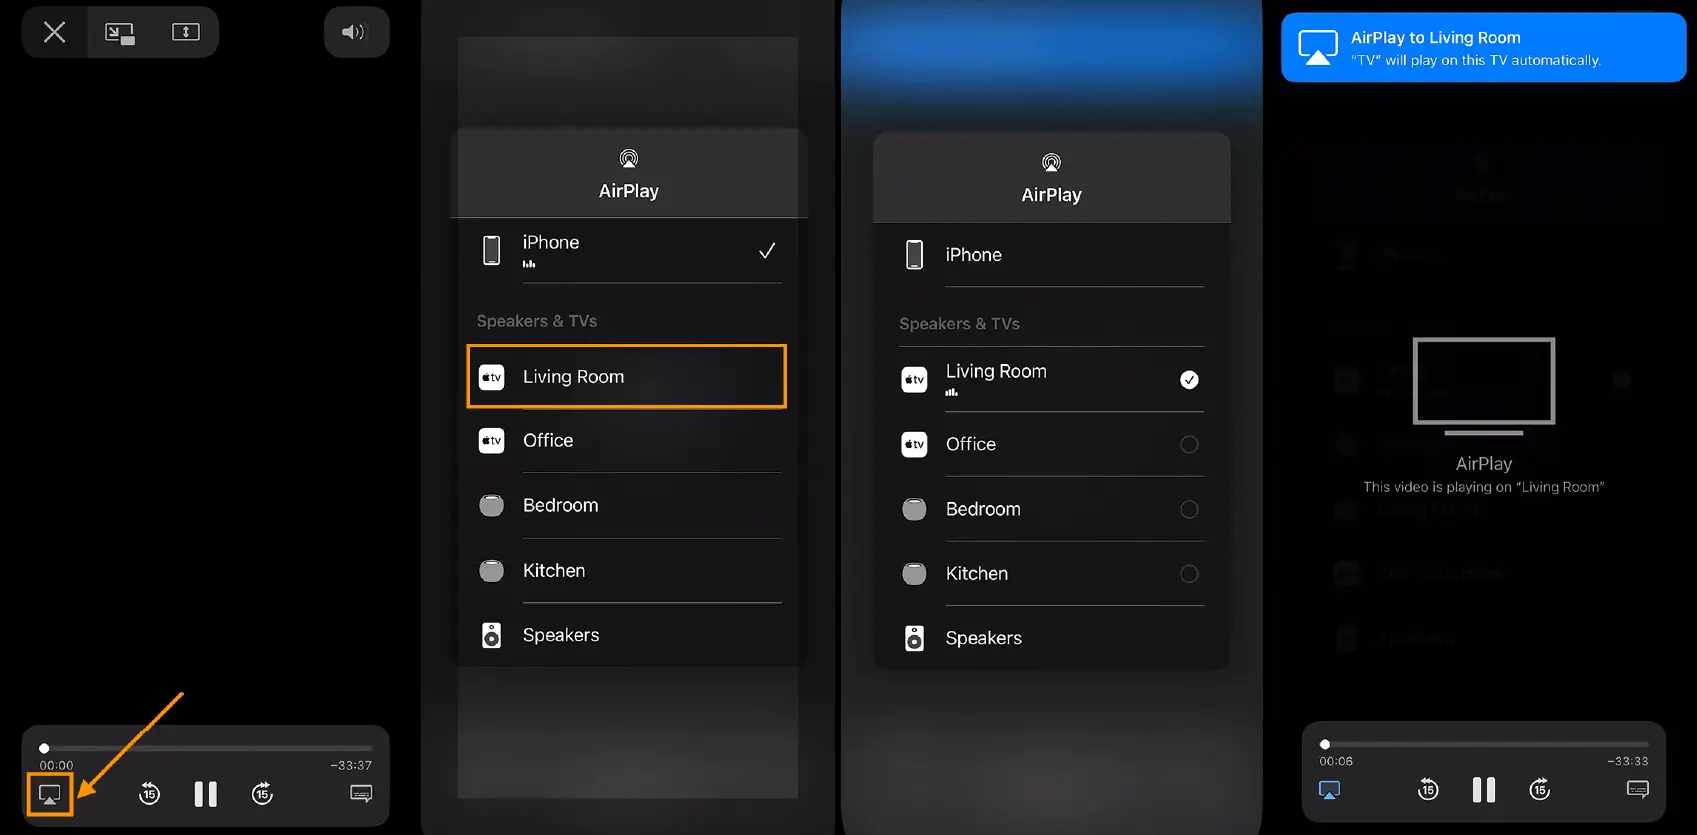 00:00
-33:37
15
15
AirPlay
iPhone
Speakers & TVs
tv Living Room
tv Office
Bedroom
Kitchen
Speakers
AirPlay
iPhone
Speakers & TVs
tv Living Room
tv Office
Bedroom
Kitchen
Speakers
AirPlay to Living Room
“TV” will play on this TV automatically.
AirPlay
This video is playing on “Living Room”
00:06
-33:33
15
15